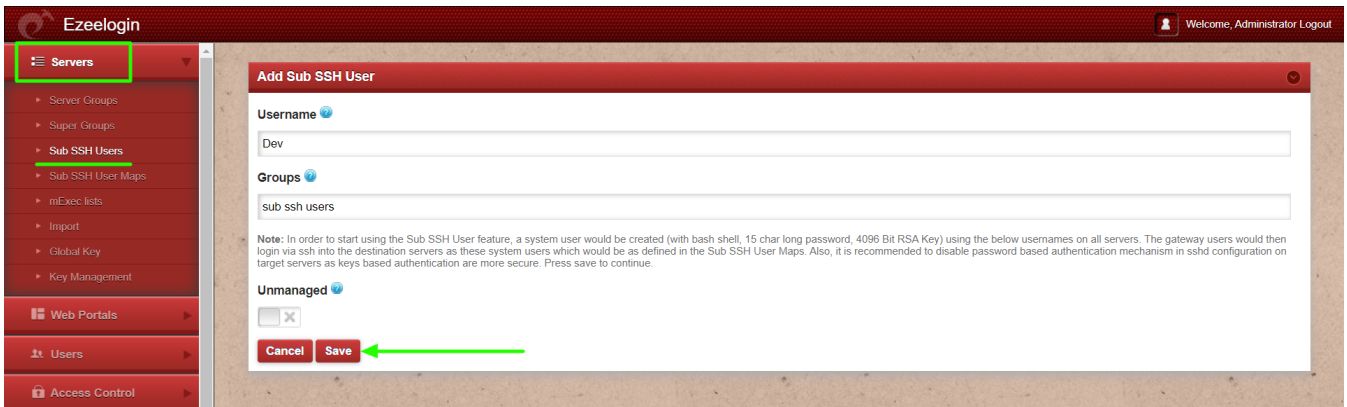 Ezeelogin
Welcome, Administrator Logout
Servers
Server Groups
Super Groups
Sub SSH Users
Sub SSH User Maps
mExec lists
Import
Global Key
Key Management
Web Portals
Users
Access Control
Add Sub SSH User
Username
Dev
Groups
sub ssh users
Note: In order to start using the Sub SSH User feature, a system user would be created (with bash shell, 15 char long password, 4096 Bit RSA Key) using the below usernames on all servers. The gateway users would then
login via ssh into the destination servers as these system users which would be as defined in the Sub SSH User Maps. Also, it is recommended to disable password based authentication mechanism in sshd configuration on
target servers as keys based authentication are more secure. Press save to continue.
Unmanaged
Cancel Save